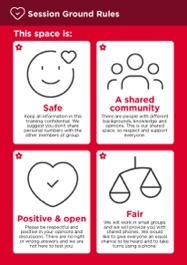 Session Ground Rules
This space is:
Safe
Keep all information in this
training confidential. We
suggest you don't share
personal numbers with the
other members of group.
A shared
community
There are people with different
backgrounds, knowledge and
opinions. This is our shared
space, so respect and support
everyone.
Positive & open
Please be respectful and
positive in your opinions and
discussions. There are no right
or wrong answers and we are
not here to test you.
Fair
We will work in small groups
and we will provide you with
shared phones. We would
like to give everyone an equal
chance to be heard and to take
turns using a phone.